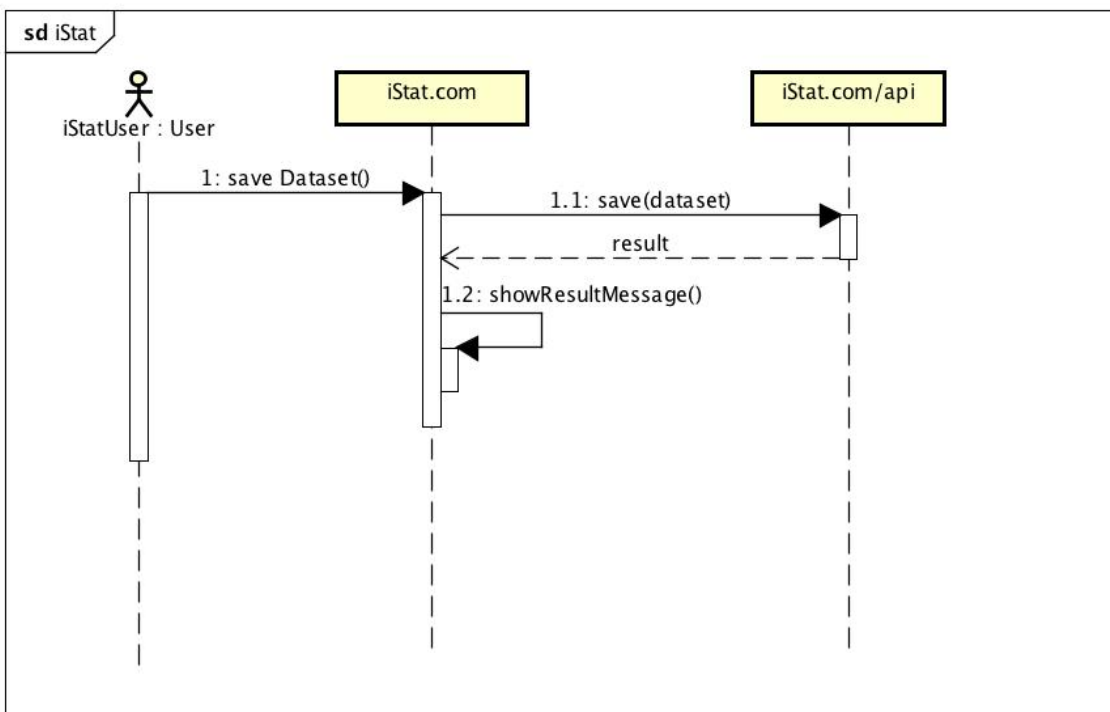 sd iStat
iStatUser : User
iStat.com
iStat.com/api
1: save Dataset()
1.1: save(dataset)
result
1.2: showResultMessage()